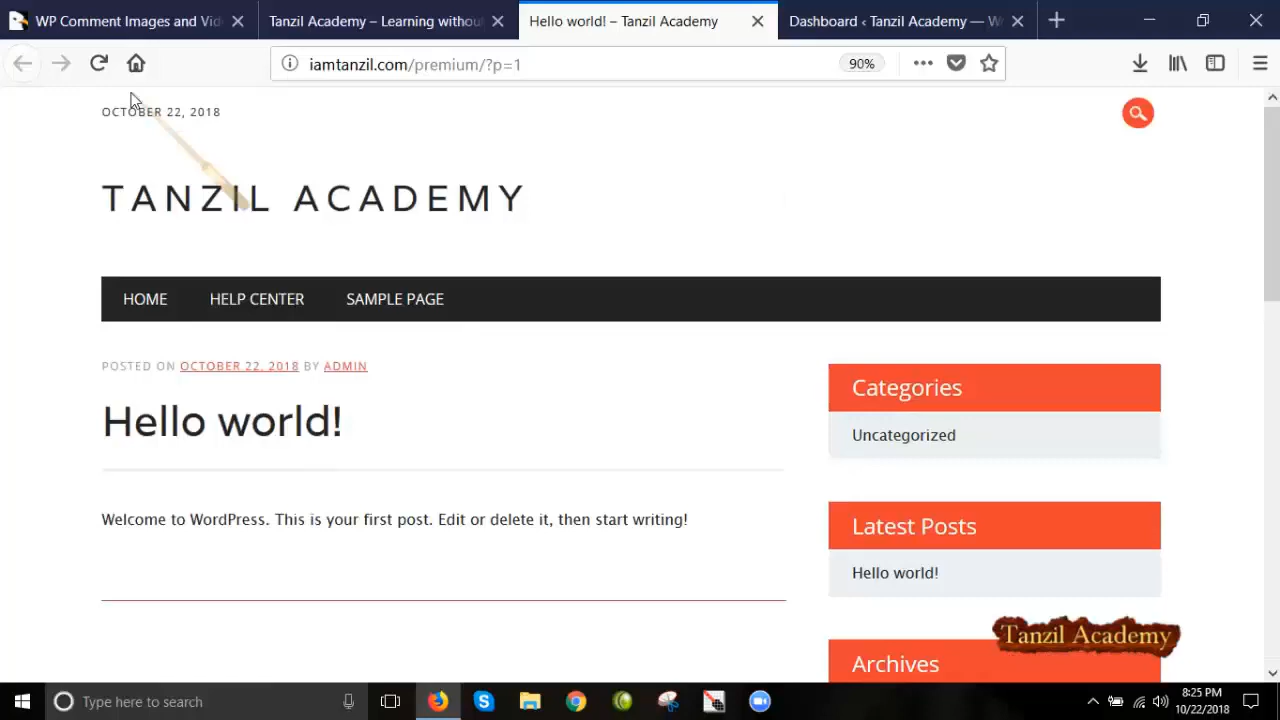 WP Comment Images and Vid
Tanzil Academy – Learning withou
Hello world! – Tanzil Academy
Dashboard ‹ Tanzil Academy — W
iamtanzil.com/premium/?p=1
90%
OCTOBER 22, 2018
TANZIL ACADEMY
HOME
HELP CENTER
SAMPLE PAGE
POSTED ON OCTOBER 22, 2018 BY ADMIN
Hello world!
Welcome to WordPress. This is your first post. Edit or delete it, then start writing!
Categories
Uncategorized
Latest Posts
Hello world!
Tanzil Academy
Archives
Type here to search
8:25 PM
10/22/2018